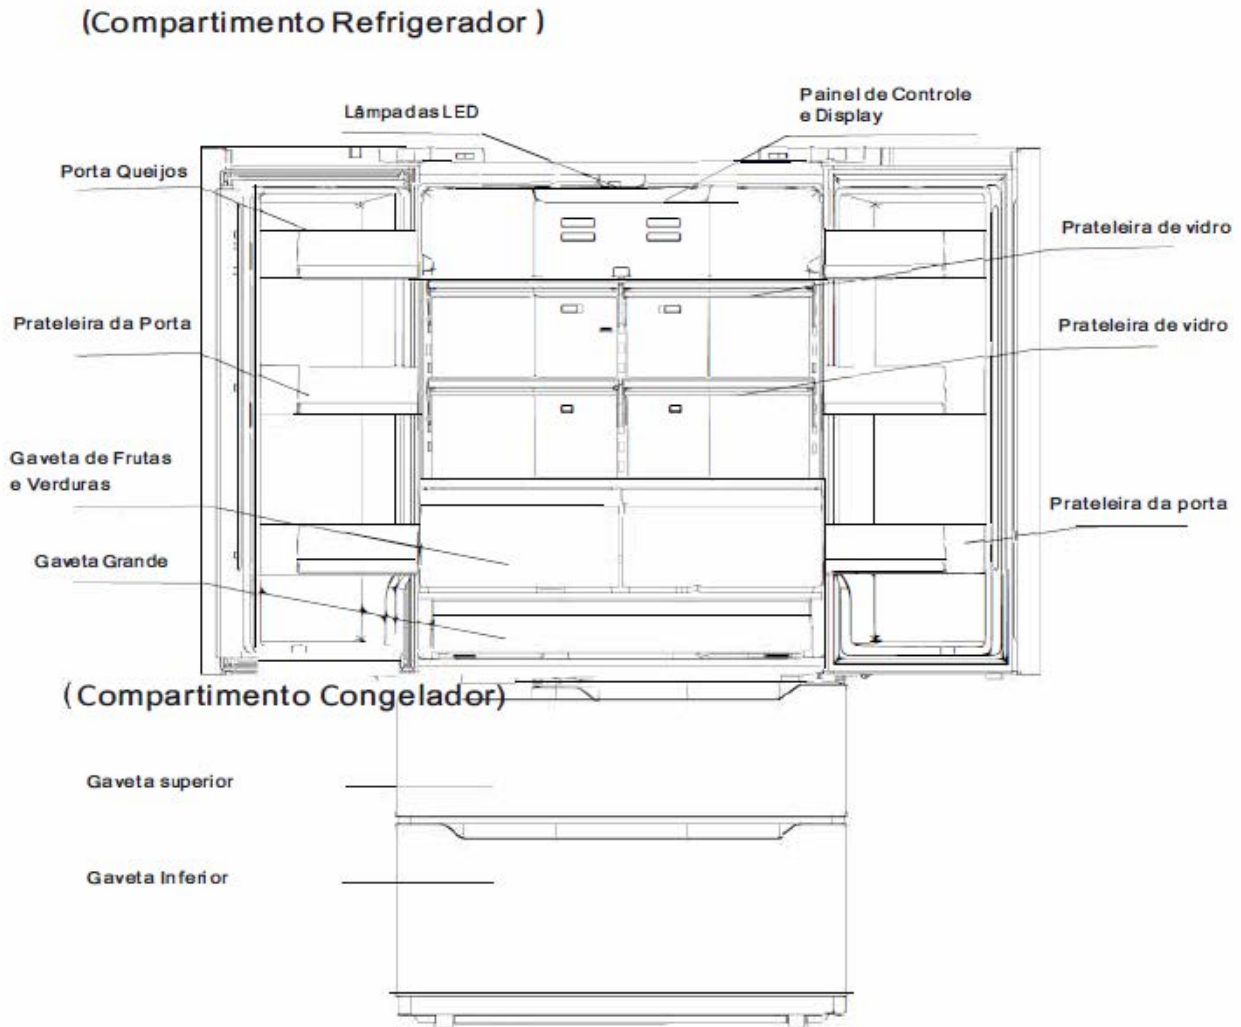 (Compartimento Refrigerador )
Lâmpadas LED
Painel de Controle
e Display
Porta Queijos
Prateleira de vidro
Prateleira da Porta
Prateleira de vidro
Gaveta de Frutas
e Verduras
Prateleira da porta
Gaveta Grande
(Compartimento Congelador)
Gaveta superior
Gaveta Inferior